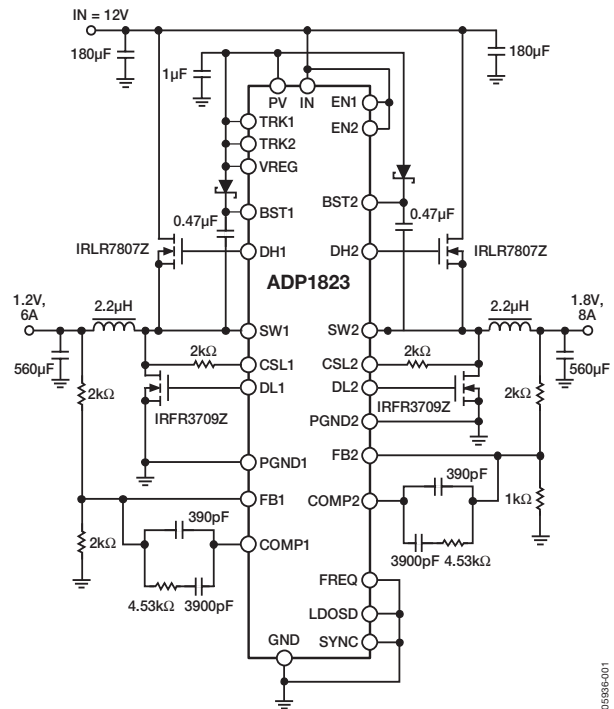 IN = 12V
180µF
1µF
180µF
PV
IN
EN1
EN2
TRK1
TRK2
VREG
BST1
BST2
0.47µF
0.47µF
IRLR7807Z
DH1
DH2
IRLR7807Z
ADP1823
1.2V,
6A
2.2µH
SW1
SW2
2.2µH
1.8V,
8A
560µF
2kΩ
CSL1
CSL2
2kΩ
560µF
2kΩ
DL1
DL2
2kΩ
IRFR3709Z
IRFR3709Z
PGND2
PGND1
FB2
FB1
390pF
COMP2
390pF
1kΩ
2kΩ
COMP1
3900pF
4.53kΩ
4.53kΩ
3900pF
FREQ
LDOSD
GND
SYNC
05936-001